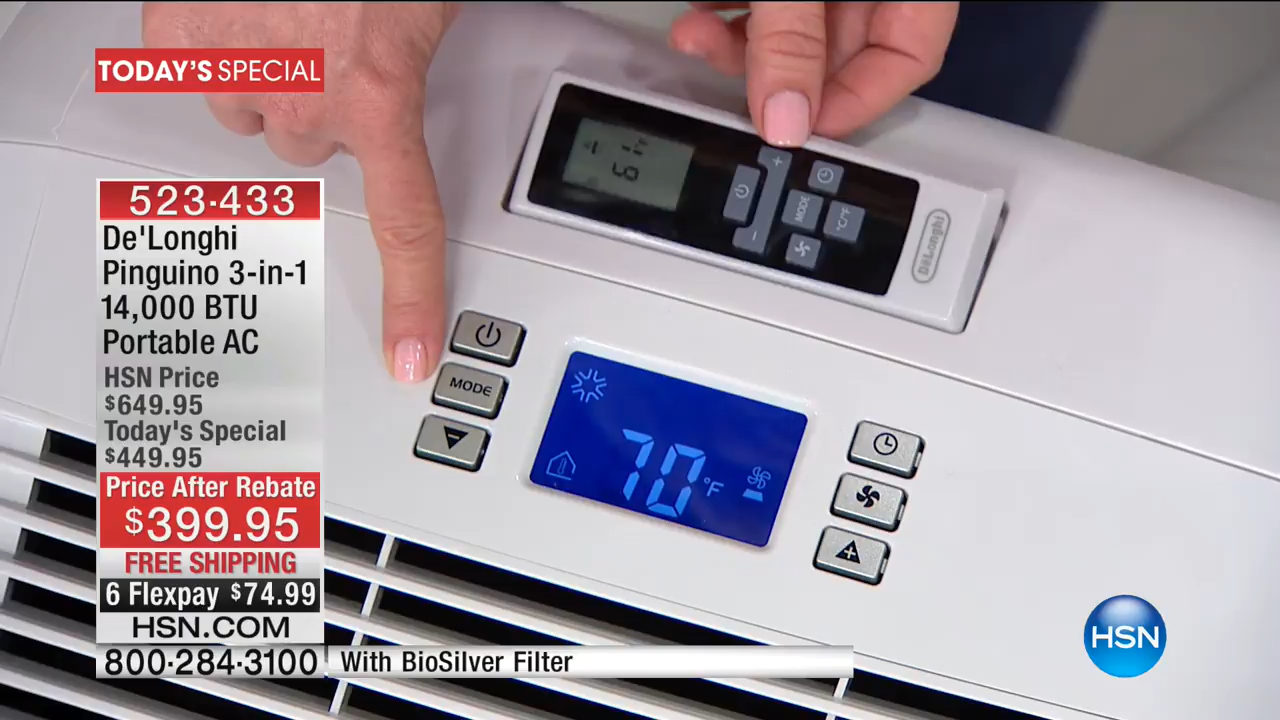 TODAY'S SPECIAL
523-433
De'Longhi
Pinguino 3-in-1
14,000 BTU
Portable AC
HSN Price
$649.95
Today's Special
$449.95
Price After Rebate
$399.95
FREE SHIPPING
6 Flexpay $74.99
HSN.COM
800-284-3100
With BioSilver Filter
+
MODE
°C/°F
-
DeLonghi
MODE
70°F
HSN